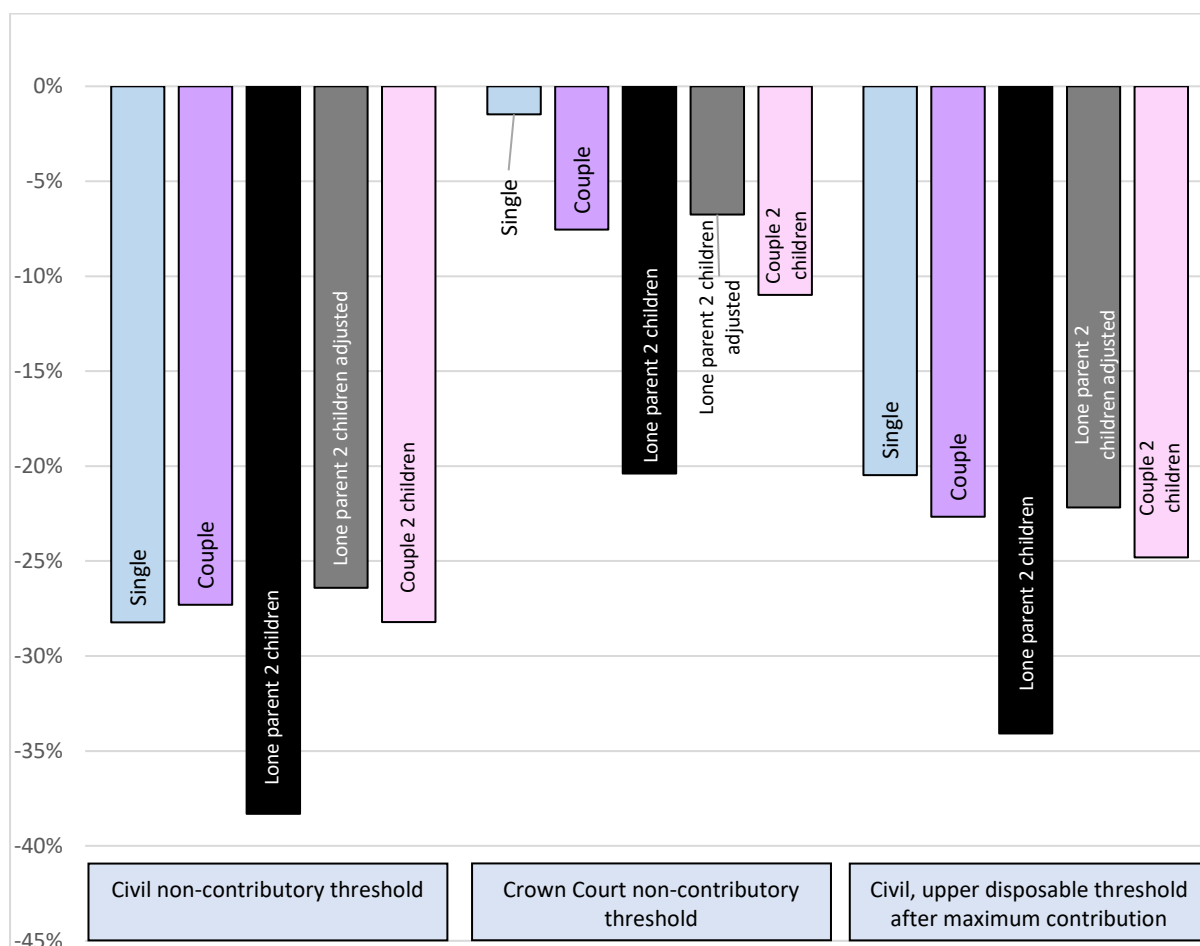 0%
-5%
-10%
-15%
-20%
-25%
-30%
-35%
-40%
-45%
Single
Couple
Lone parent 2 children
Lone parent 2 children adjusted
Couple 2 children
Single
Couple
Lone parent 2 children
Lone parent 2 children
adjusted
Couple 2
children
Single
Couple
Lone parent 2 children
Lone parent 2
children adjusted
Couple 2
children
Civil non-contributory threshold
Crown Court non-contributory
threshold
Civil, upper disposable threshold
after maximum contribution